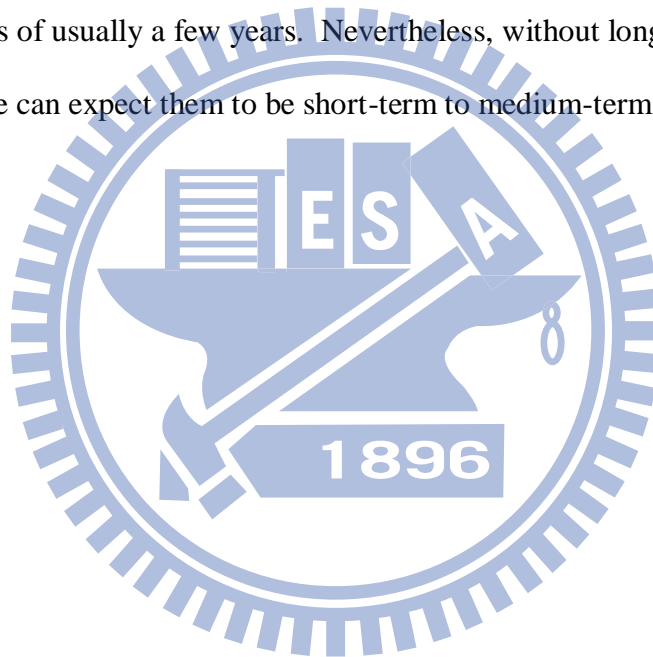 s of usually a few years.  Nevertheless, without long
e can expect them to be short-term to medium-term
E S A
1896